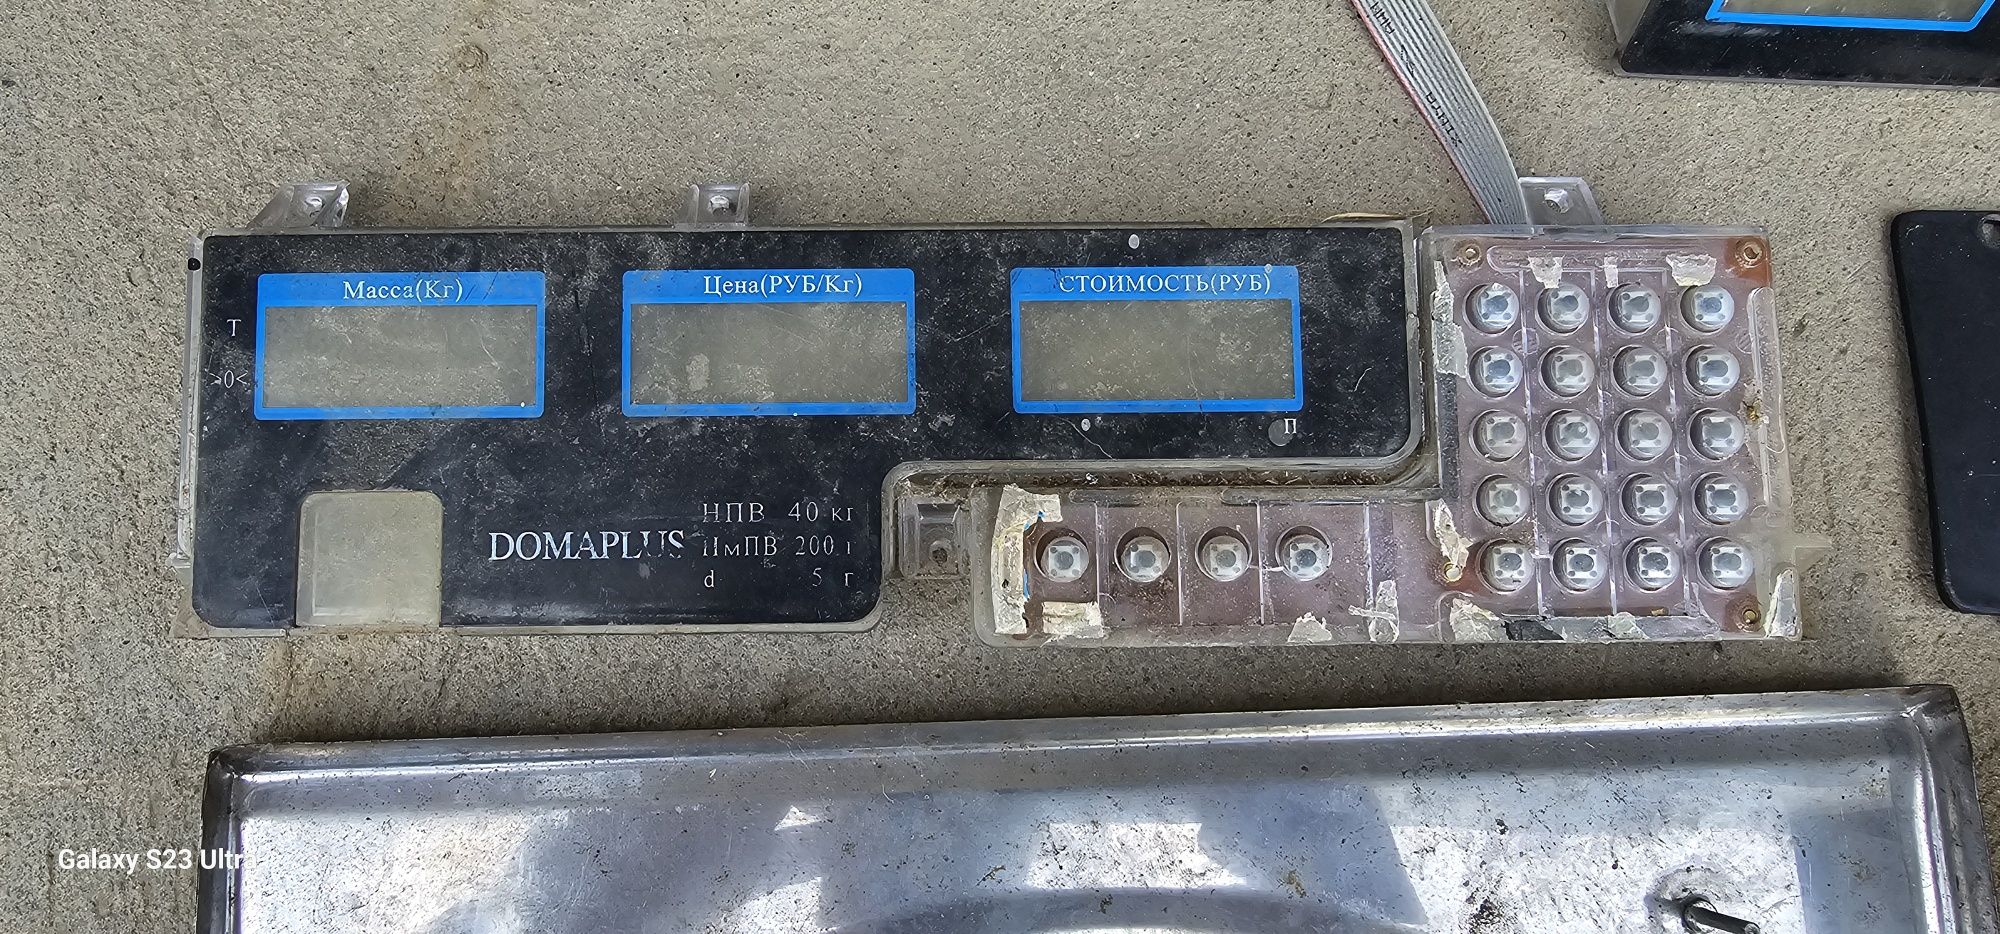 Масса(Кг)
Цена(РУБ/Кг)
СТОИМОСТЬ(РУБ)
Т
>0<
П
DOMAPLUS
НПВ 40 кг
НмПВ 200 г
d 5 г
Galaxy S23 Ultra